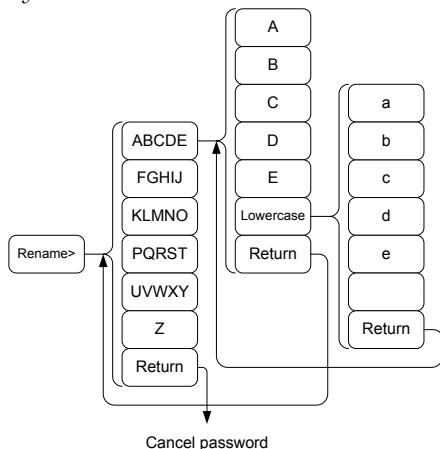 Rename>
ABCDE
FGHIJ
KLMNO
PQRST
UVWXY
Z
Return
A
B
C
D
E
Lowercase
Return
a
b
c
d
e
Return
Cancel password